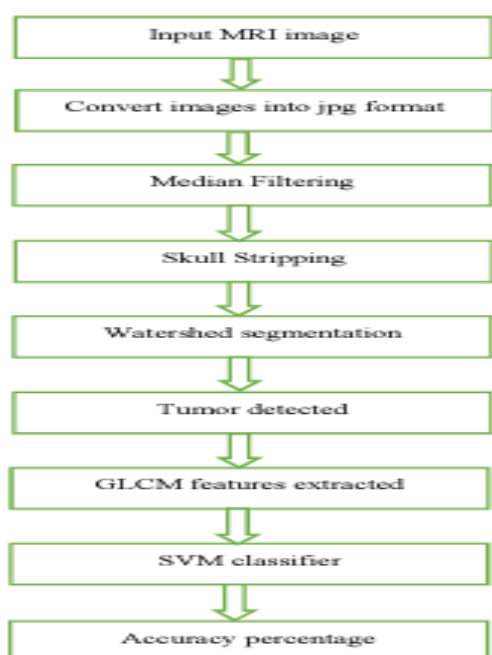 Input MRI image
Convert images into jpg format
Median Filtering
Skull Stripping
Watershed segmentation
Tumor detected
GLCM features extracted
SVM classifier
Accuracy percentage